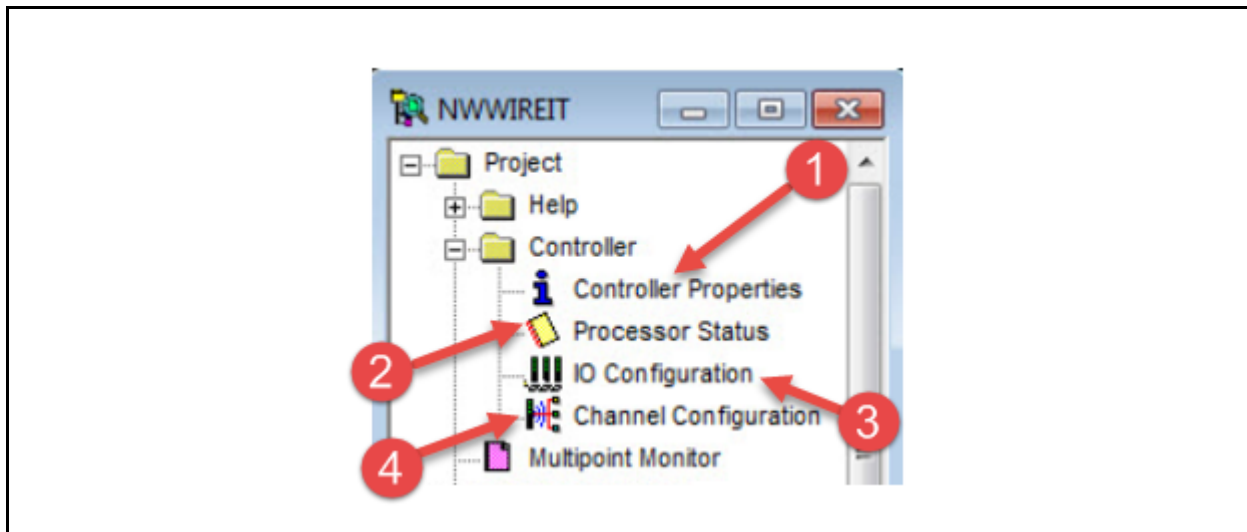 NWWIREIT
Project
1
Help
Controller
Controller Properties
2
Processor Status
IO Configuration
3
Channel Configuration
4
Multipoint Monitor